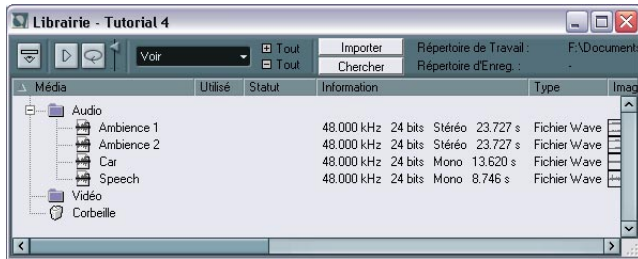 Librairie - Tutorial 4
Voir
Tout
Tout
Importer
Chercher
Répertoire de Travail : F:\Documents
Répertoire d'Enreg. : -
Média Utilisé Statut Information Type Imag
Audio
Ambience 1 48.000 kHz 24 bits Stéréo 23.727 s Fichier Wave
Ambience 2 48.000 kHz 24 bits Stéréo 23.727 s Fichier Wave
Car 48.000 kHz 24 bits Mono 13.620 s Fichier Wave
Speech 48.000 kHz 24 bits Mono 8.746 s Fichier Wave
Vidéo
Corbeille